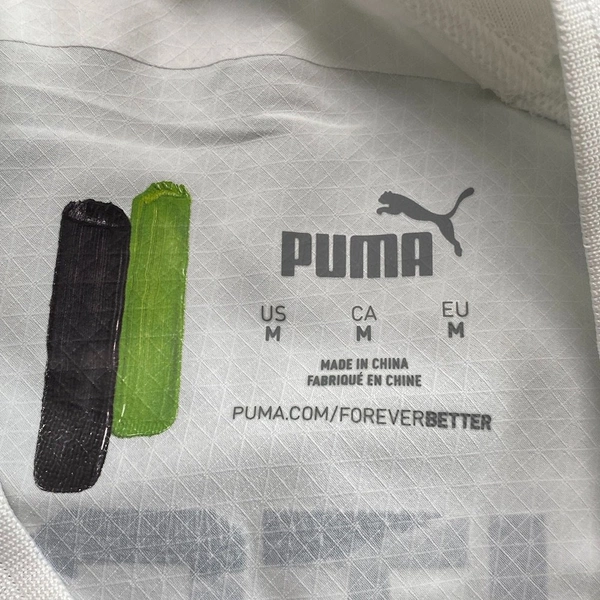 PUMA
US CA EU
M M M
MADE IN CHINA
FABRIQUÉ EN CHINE
PUMA.COM/FOREVERBETTER